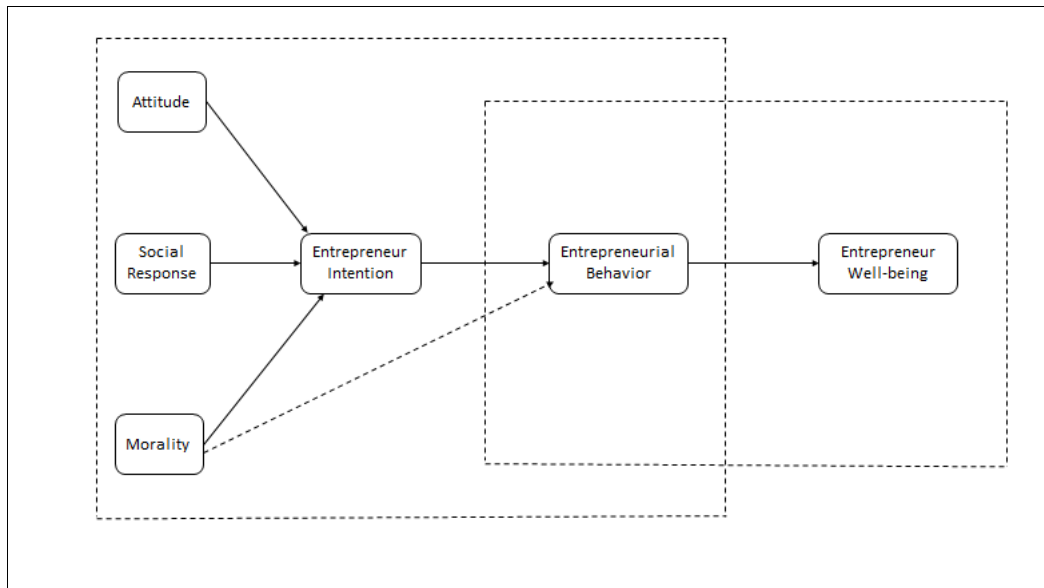 Attitude
Social
Response
Entrepreneur
Intention
Entrepreneurial
Behavior
Entrepreneur
Well-being
Morality